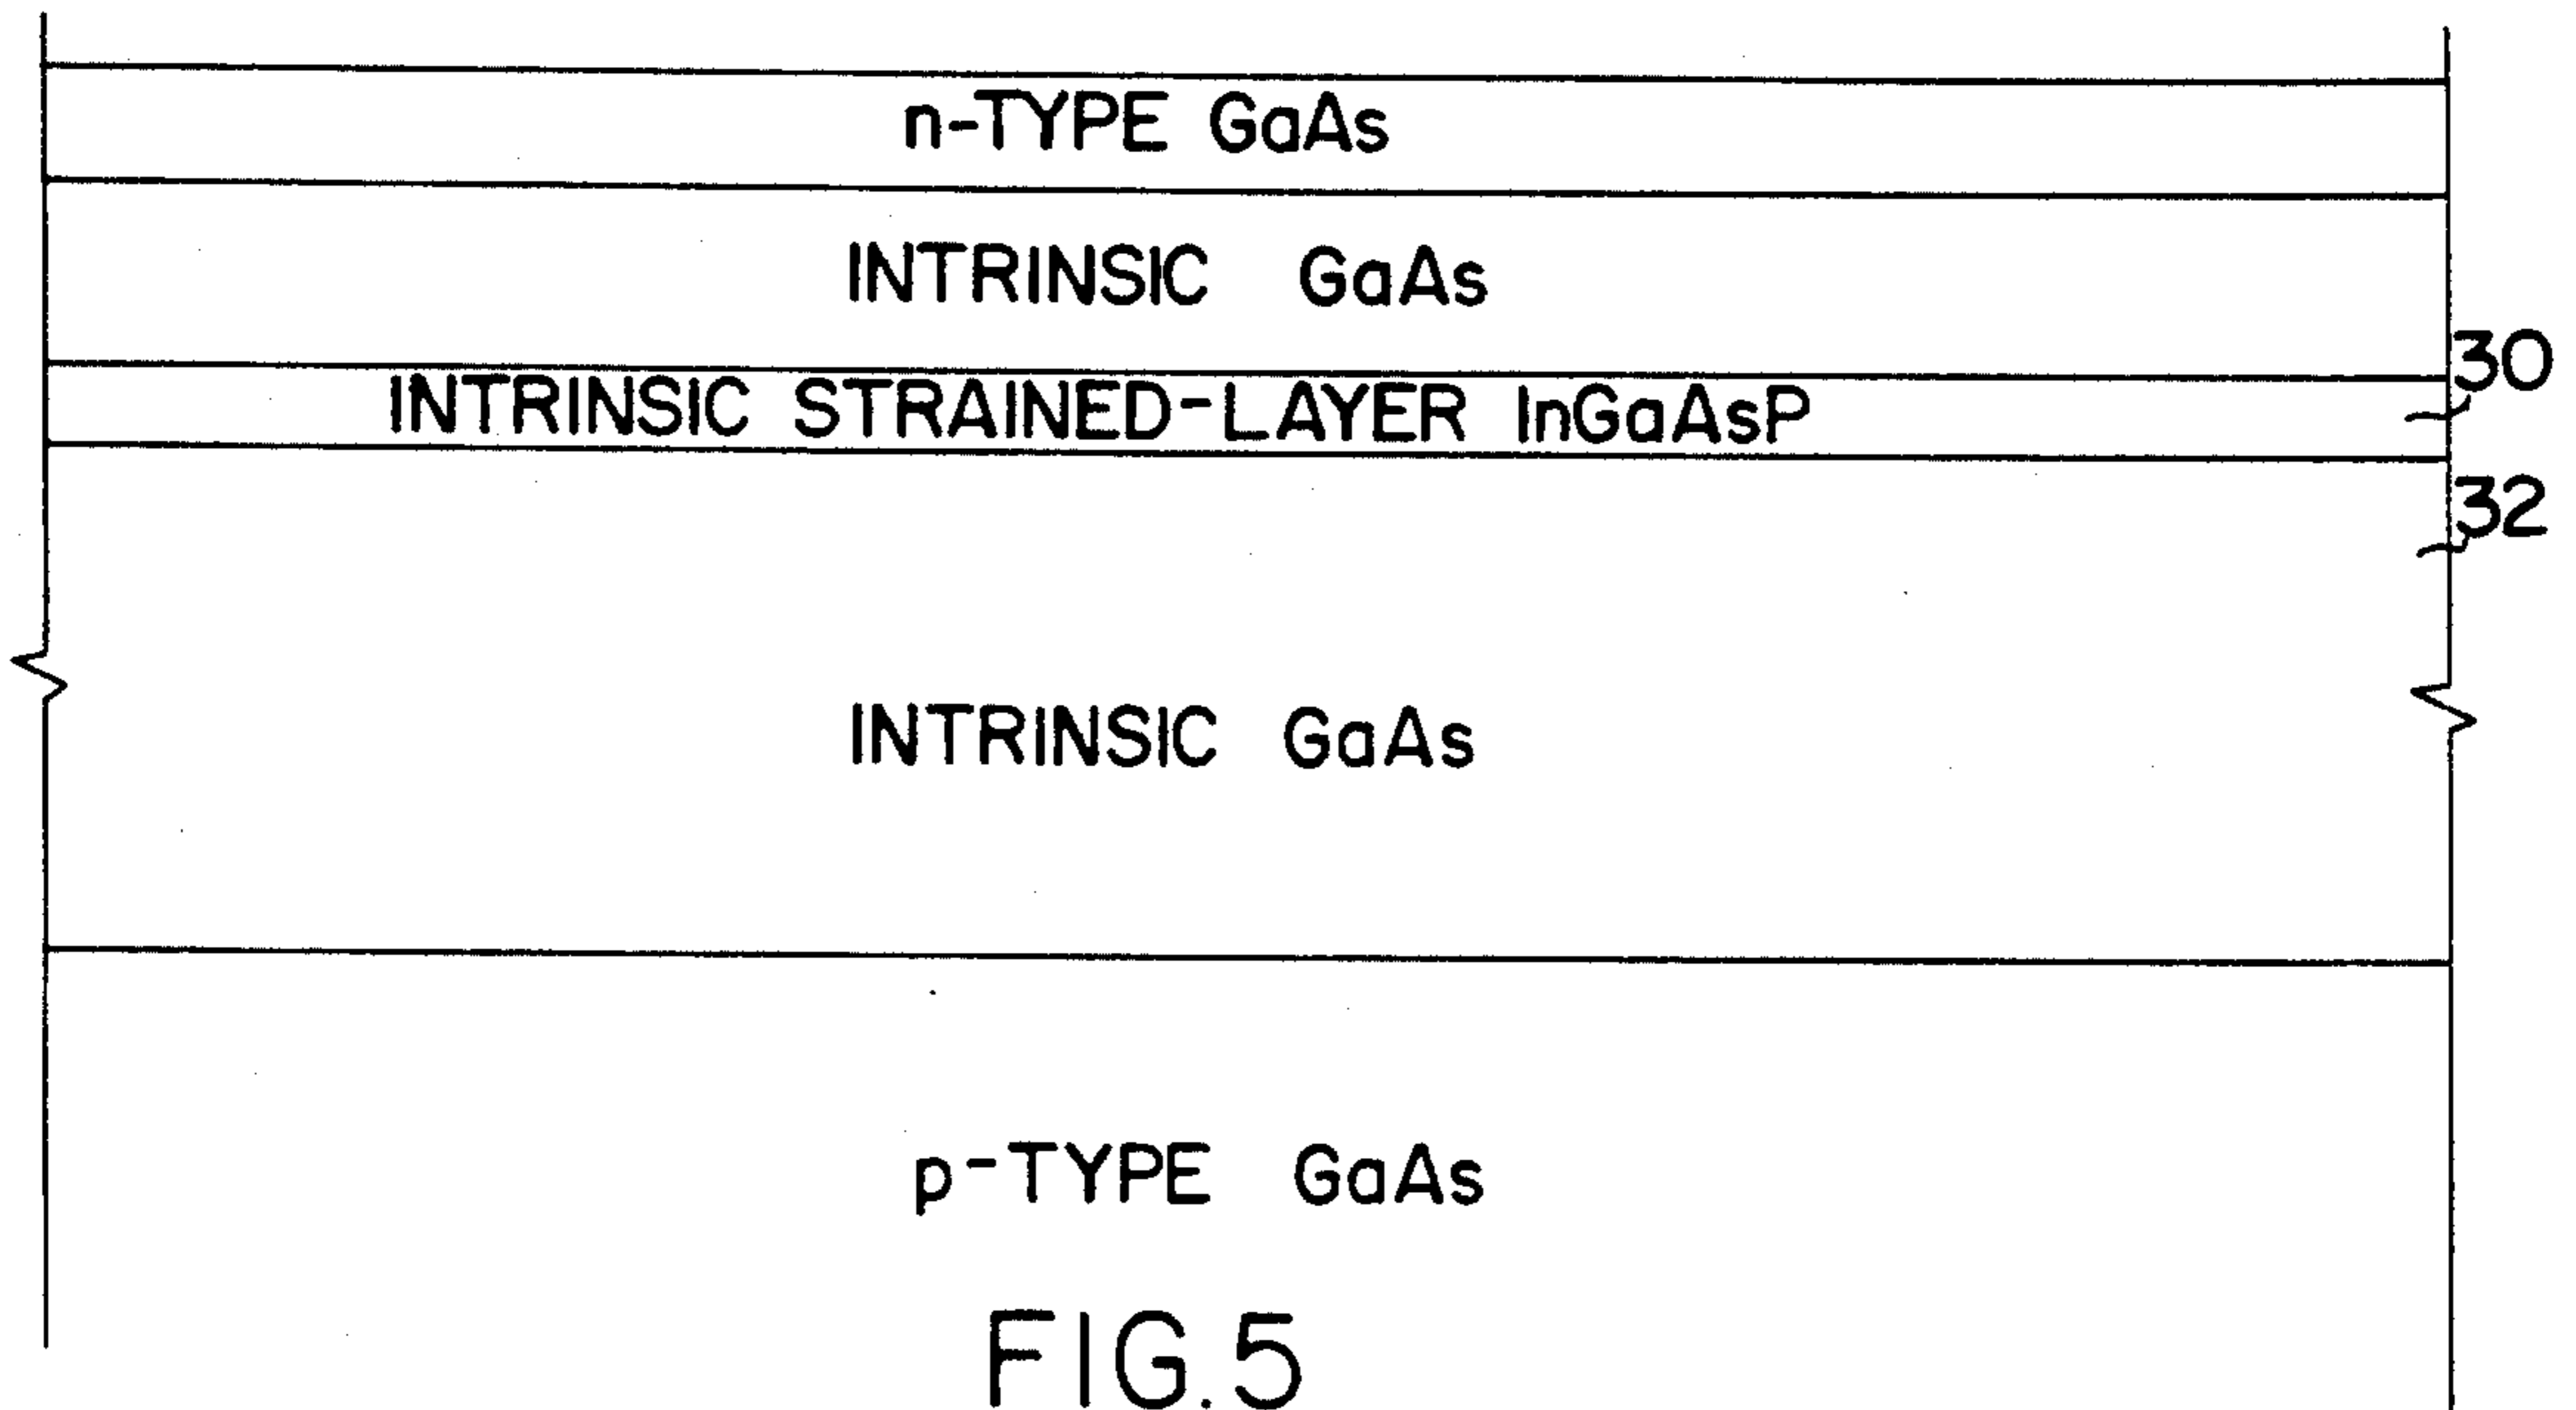 n-TYPE GaAs
INTRINSIC GaAs
30
INTRINSIC STRAINED-LAYER InGaAsP
32
INTRINSIC GaAs
p-TYPE GaAs
FIG.5